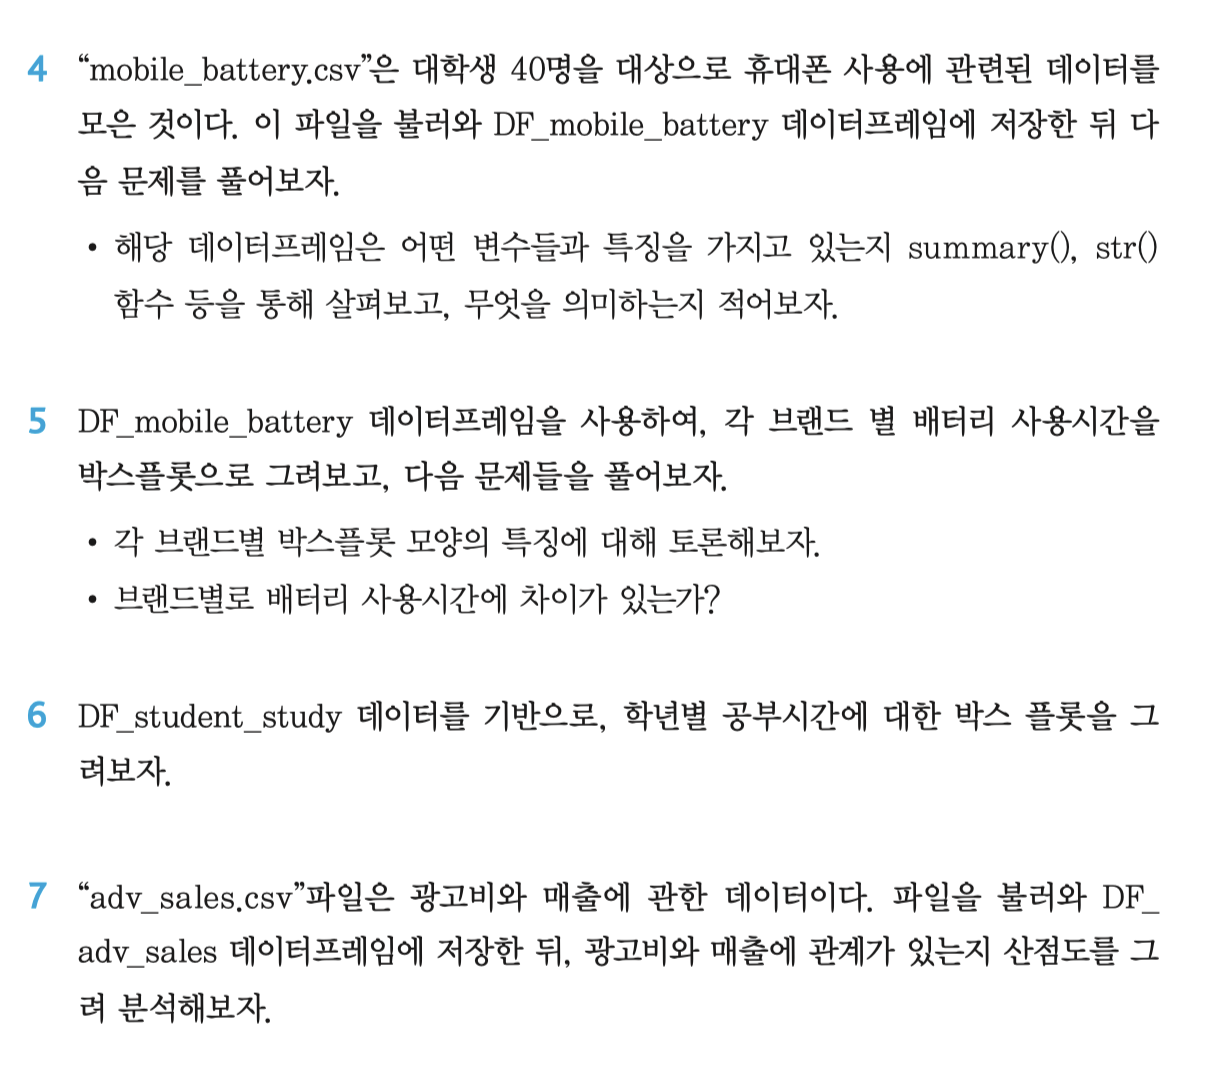 4 “mobile_battery.csv”은 대학생 40명을 대상으로 휴대폰 사용에 관련된 데이터를
모은 것이다. 이 파일을 불러와 DF_mobile_battery 데이터프레임에 저장한 뒤 다
음 문제를 풀어보자.
• 해당 데이터프레임은 어떤 변수들과 특징을 가지고 있는지 summary(), str()
함수 등을 통해 살펴보고, 무엇을 의미하는지 적어보자.
5 DF_mobile_battery 데이터프레임을 사용하여, 각 브랜드 별 배터리 사용시간을
박스플롯으로 그려보고, 다음 문제들을 풀어보자.
• 각 브랜드별 박스플롯 모양의 특징에 대해 토론해보자.
• 브랜드별로 배터리 사용시간에 차이가 있는가?
6 DF_student_study 데이터를 기반으로, 학년별 공부시간에 대한 박스 플롯을 그
려보자.
7 “adv_sales.csv”파일은 광고비와 매출에 관한 데이터이다. 파일을 불러와 DF_
adv_sales 데이터프레임에 저장한 뒤, 광고비와 매출에 관계가 있는지 산점도를 그
려 분석해보자.